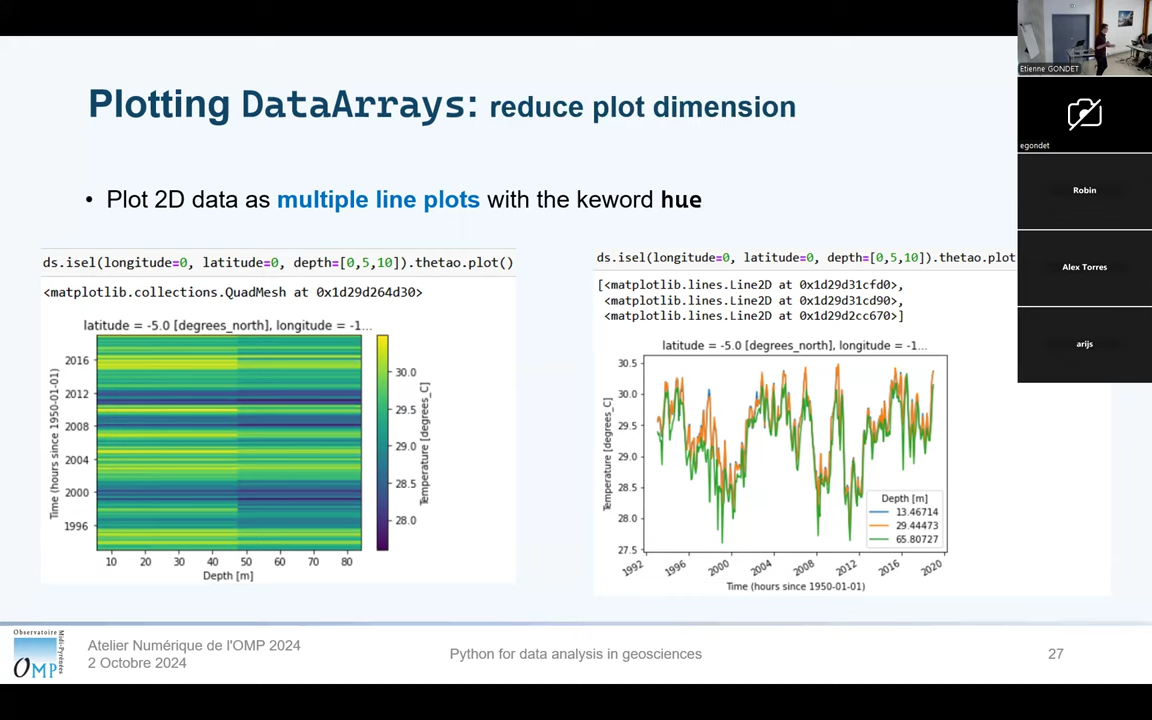 Plotting DataArrays: reduce plot dimension
• Plot 2D data as multiple line plots with the keword hue
ds.isel(longitude=0, latitude=0, depth=[0,5,10]).thetao.plot()
<matplotlib.collections.QuadMesh at 0x1d29d264d30>
latitude = -5.0 [degrees_north], longitude = -1...
2016
2012
2008
2004
2000
1996
Time (hours since 1950-01-01)
10 20 30 40 50 60 70 80
Depth [m]
30.0
29.5
29.0
28.5
28.0
Temperature [degrees_C]
ds.isel(longitude=0, latitude=0, depth=[0,5,10]).thetao.plot
[<matplotlib.lines.Line2D at 0x1d29d31cfd0>,
<matplotlib.lines.Line2D at 0x1d29d31cd90>,
<matplotlib.lines.Line2D at 0x1d29d2cc670>]
latitude = -5.0 [degrees_north], longitude = -1...
30.5
30.0
29.5
29.0
28.5
28.0
27.5
Temperature [degrees_C]
Depth [m]
13.46714
29.44473
65.80727
1992 1996 2000 2004 2008 2012 2016 2020
Time (hours since 1950-01-01)
Etienne GONDET
egondet
Robin
Alex Torres
arijs
Observatoire
Midi-Pyrénées
OMP
Atelier Numérique de l'OMP 2024
2 Octobre 2024
Python for data analysis in geosciences
27